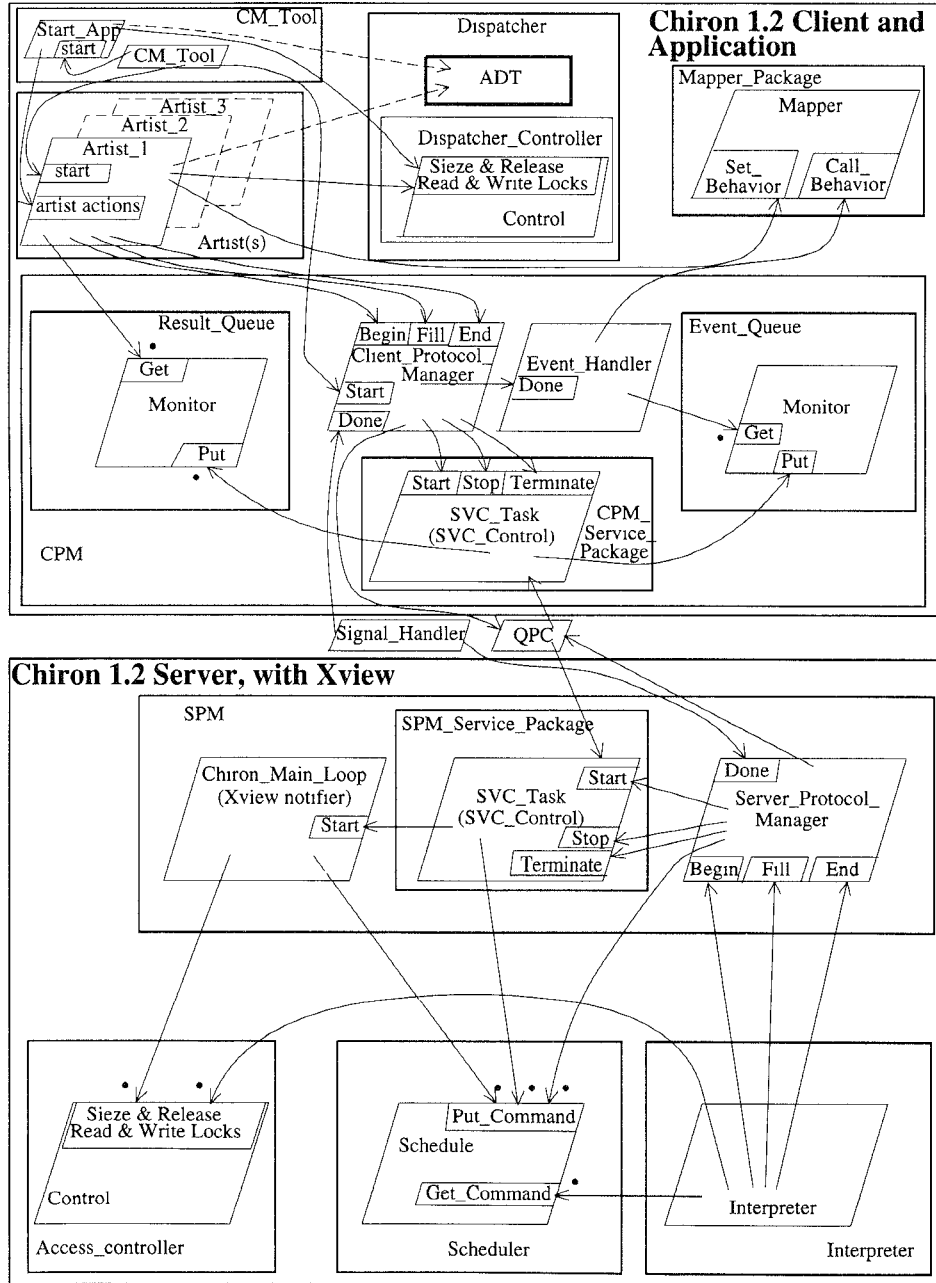 CM_Tool
Start_App
start
CM_Tool
Dispatcher
ADT
Chiron 1.2 Client and
Application
Mapper_Package
Mapper
Set_
Behavior
Call_
Behavior
Artist_3
Artist_2
Artist_1
start
artist actions
Artist(s)
Dispatcher_Controller
Sieze & Release
Read & Write Locks
Control
Result_Queue
Get
Monitor
Put
Begin
Fill
End
Client_Protocol_
Manager
Start
Done
Event_Handler
Done
Event_Queue
Monitor
Get
Put
Start
Stop
Terminate
SVC_Task
(SVC_Control)
CPM_
Service_
Package
CPM
Signal_Handler
QPC
Chiron 1.2 Server, with Xview
SPM
SPM_Service_Package
Chiron_Main_Loop
(Xview notifier)
Start
Start
SVC_Task
(SVC_Control)
Stop
Terminate
Done
Server_Protocol_
Manager
Begin
Fill
End
Sieze & Release
Read & Write Locks
Control
Access_controller
Put_Command
Schedule
Get_Command
Scheduler
Interpreter
Interpreter